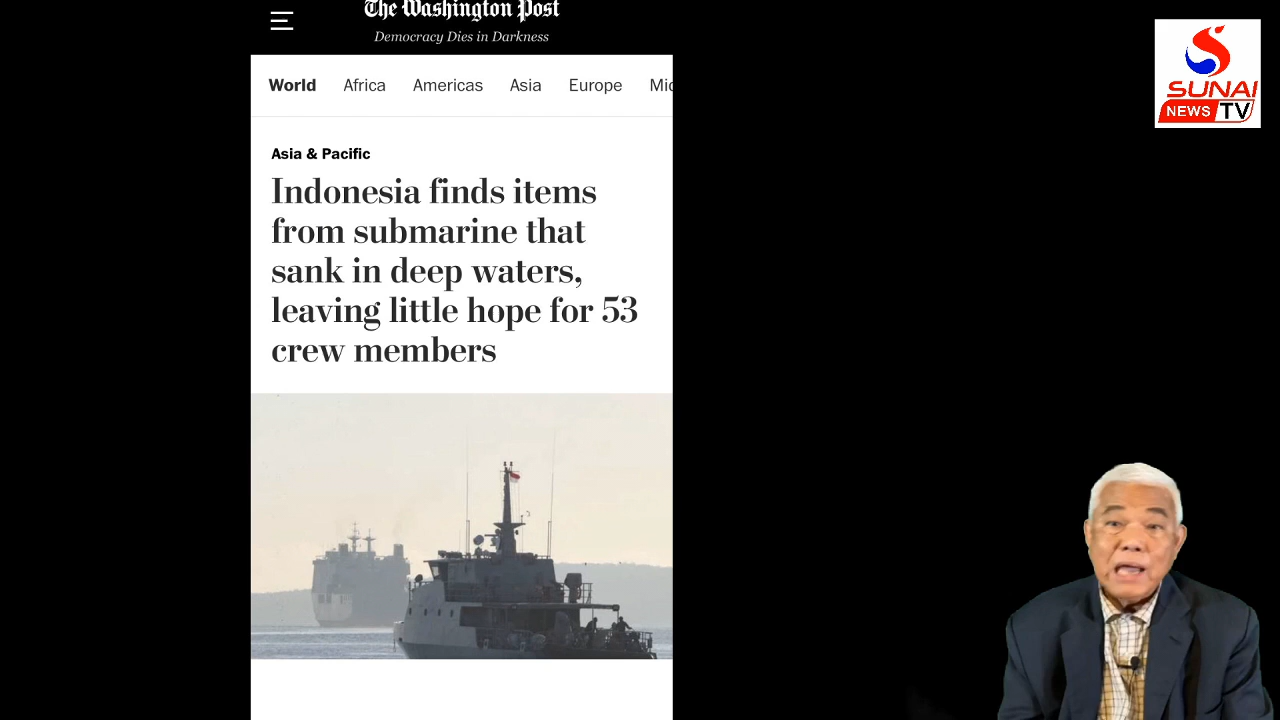 The Washington Post
Democracy Dies in Darkness
World Africa Americas Asia Europe Mid
Asia & Pacific
Indonesia finds items
from submarine that
sank in deep waters,
leaving little hope for 53
crew members
SUNAI
NEWS TV